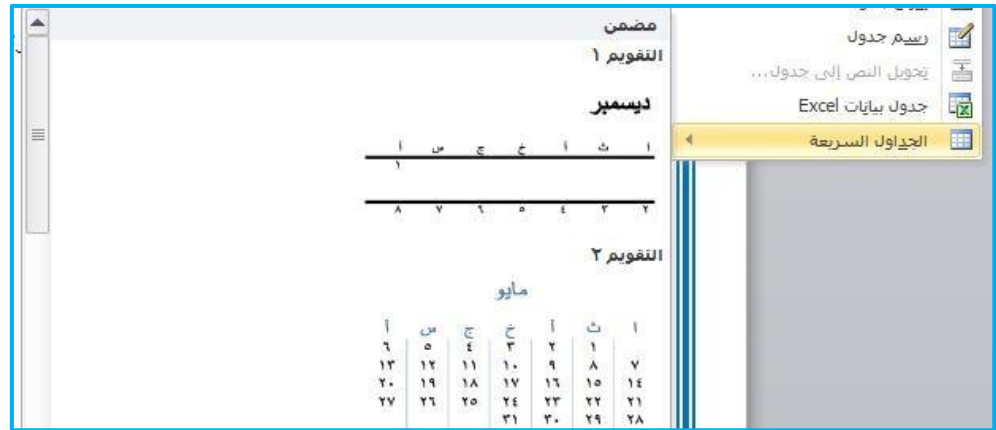 رسم جدول
تحويل النص إلى جدول...
جدول بيانات Excel
الجداول السريعة
مضمن
التقويم ١
ديسمبر
ا ث أ خ ج س أ
١
٢ ٣ ٤ ٥ ٦ ٧ ٨
التقويم ٢
مايو
ا ث أ خ ج س أ
١ ٢ ٣ ٤ ٥ ٦
٧ ٨ ٩ ١٠ ١١ ١٢ ١٣
١٤ ١٥ ١٦ ١٧ ١٨ ١٩ ٢٠
٢١ ٢٢ ٢٣ ٢٤ ٢٥ ٢٦ ٢٧
٢٨ ٢٩ ٣٠ ٣١